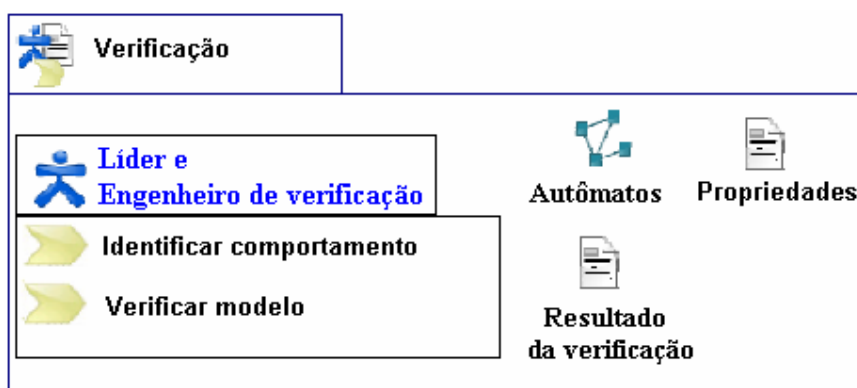 Verificação
Líder e
Engenheiro de verificação
Identificar comportamento
Verificar modelo
Autômatos
Propriedades
Resultado
da verificação